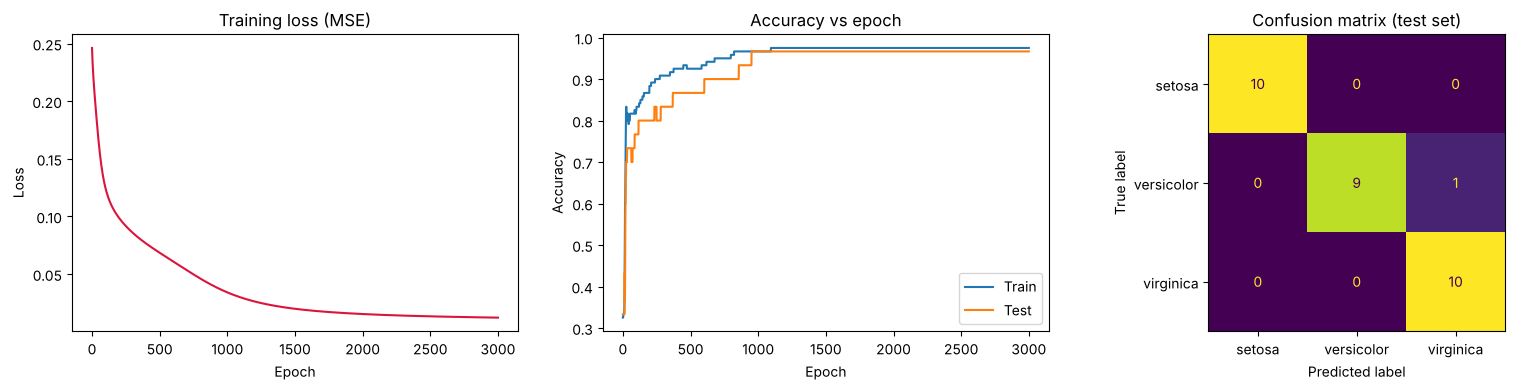 Training loss (MSE)
0.25
0.20
0.15
0.10
0.05
Loss
0
500
1000
1500
2000
2500
3000
Epoch
Accuracy vs epoch
1.0
0.9
0.8
0.7
0.6
0.5
0.4
0.3
Accuracy
Train
Test
0
500
1000
1500
2000
2500
3000
Epoch
Confusion matrix (test set)
True label
setosa
10
0
0
versicolor
0
9
1
virginica
0
0
10
setosa
versicolor
virginica
Predicted label